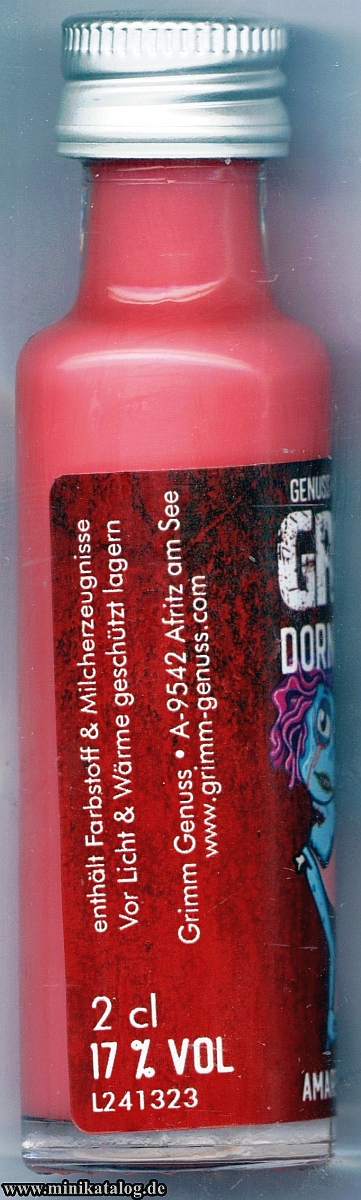 enthält Farbstoff & Milcherzeugnisse
Vor Licht & Wärme geschützt lagern
Grimm Genuss • A-9542 Afritz am See
www.grimm-genuss.com
2 cl
17 % VOL
L241323
GENUSS
GR
DORN
AMAR
www.minikatalog.de